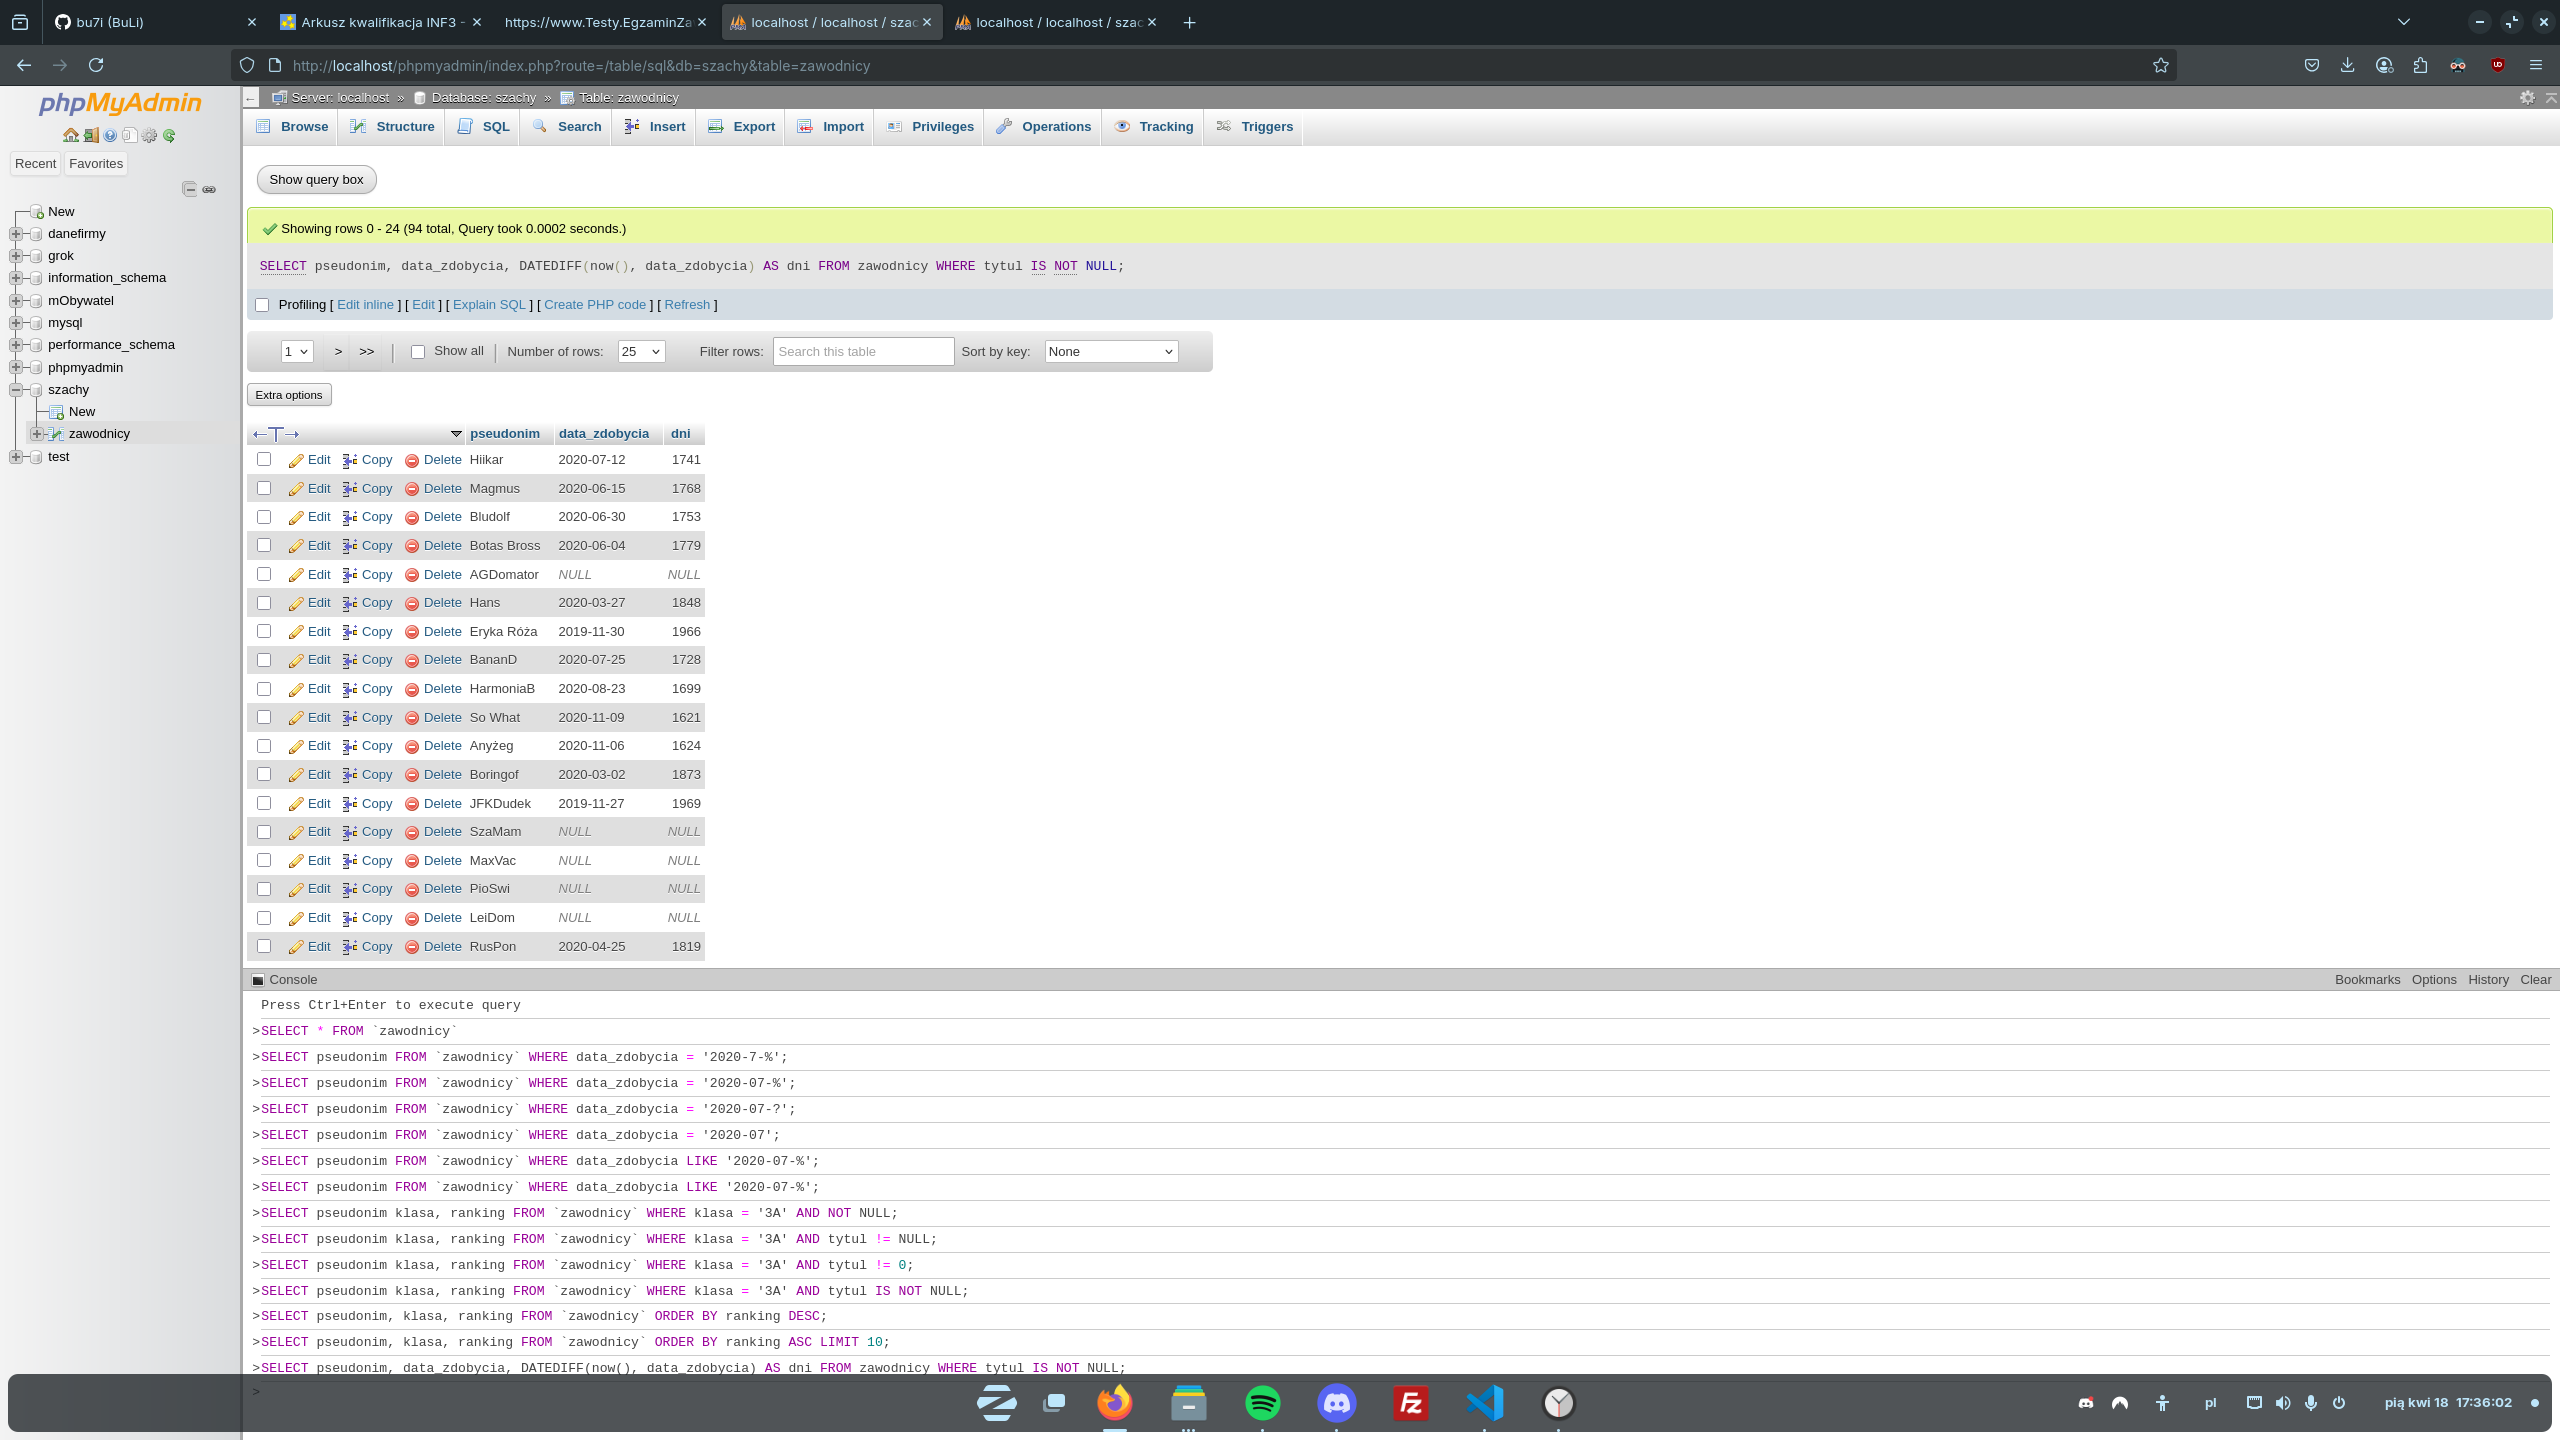 bu7i (BuLi)
Arkusz kwalifikacja INF3 -
https://www.Testy.EgzaminZa
localhost / localhost / szac
localhost / localhost / szac
http://localhost/phpmyadmin/index.php?route=/table/sql&db=szachy&table=zawodnicy
phpMyAdmin
Server: localhost » Database: szachy » Table: zawodnicy
Browse Structure SQL Search Insert Export Import Privileges Operations Tracking Triggers
Recent Favorites
New
danefirmy
grok
information_schema
mObywatel
mysql
performance_schema
phpmyadmin
szachy
New
zawodnicy
test
Show query box
Showing rows 0 - 24 (94 total, Query took 0.0002 seconds.)
SELECT pseudonim, data_zdobycia, DATEDIFF(now(), data_zdobycia) AS dni FROM zawodnicy WHERE tytul IS NOT NULL;
Profiling [ Edit inline ] [ Edit ] [ Explain SQL ] [ Create PHP code ] [ Refresh ]
1 > >> Show all Number of rows: 25 Filter rows: Search this table Sort by key: None
Extra options
pseudonim data_zdobycia dni
Edit Copy Delete Hiikar 2020-07-12 1741
Edit Copy Delete Magmus 2020-06-15 1768
Edit Copy Delete Bludolf 2020-06-30 1753
Edit Copy Delete Botas Bross 2020-06-04 1779
Edit Copy Delete AGDomator NULL NULL
Edit Copy Delete Hans 2020-03-27 1848
Edit Copy Delete Eryka Róża 2019-11-30 1966
Edit Copy Delete BananD 2020-07-25 1728
Edit Copy Delete HarmoniaB 2020-08-23 1699
Edit Copy Delete So What 2020-11-09 1621
Edit Copy Delete Anyżeg 2020-11-06 1624
Edit Copy Delete Boringof 2020-03-02 1873
Edit Copy Delete JFKDudek 2019-11-27 1969
Edit Copy Delete SzaMam NULL NULL
Edit Copy Delete MaxVac NULL NULL
Edit Copy Delete PioSwi NULL NULL
Edit Copy Delete LeiDom NULL NULL
Edit Copy Delete RusPon 2020-04-25 1819
Console Bookmarks Options History Clear
Press Ctrl+Enter to execute query
>SELECT * FROM `zawodnicy`
>SELECT pseudonim FROM `zawodnicy` WHERE data_zdobycia = '2020-7-%';
>SELECT pseudonim FROM `zawodnicy` WHERE data_zdobycia = '2020-07-%';
>SELECT pseudonim FROM `zawodnicy` WHERE data_zdobycia = '2020-07-?';
>SELECT pseudonim FROM `zawodnicy` WHERE data_zdobycia = '2020-07';
>SELECT pseudonim FROM `zawodnicy` WHERE data_zdobycia LIKE '2020-07-%';
>SELECT pseudonim FROM `zawodnicy` WHERE data_zdobycia LIKE '2020-07-%';
>SELECT pseudonim klasa, ranking FROM `zawodnicy` WHERE klasa = '3A' AND NOT NULL;
>SELECT pseudonim klasa, ranking FROM `zawodnicy` WHERE klasa = '3A' AND tytul != NULL;
>SELECT pseudonim klasa, ranking FROM `zawodnicy` WHERE klasa = '3A' AND tytul != 0;
>SELECT pseudonim klasa, ranking FROM `zawodnicy` WHERE klasa = '3A' AND tytul IS NOT NULL;
>SELECT pseudonim, klasa, ranking FROM `zawodnicy` ORDER BY ranking DESC;
>SELECT pseudonim, klasa, ranking FROM `zawodnicy` ORDER BY ranking ASC LIMIT 10;
>SELECT pseudonim, data_zdobycia, DATEDIFF(now(), data_zdobycia) AS dni FROM zawodnicy WHERE tytul IS NOT NULL;
>
Fz
pl
pią kwi 18 17:36:02